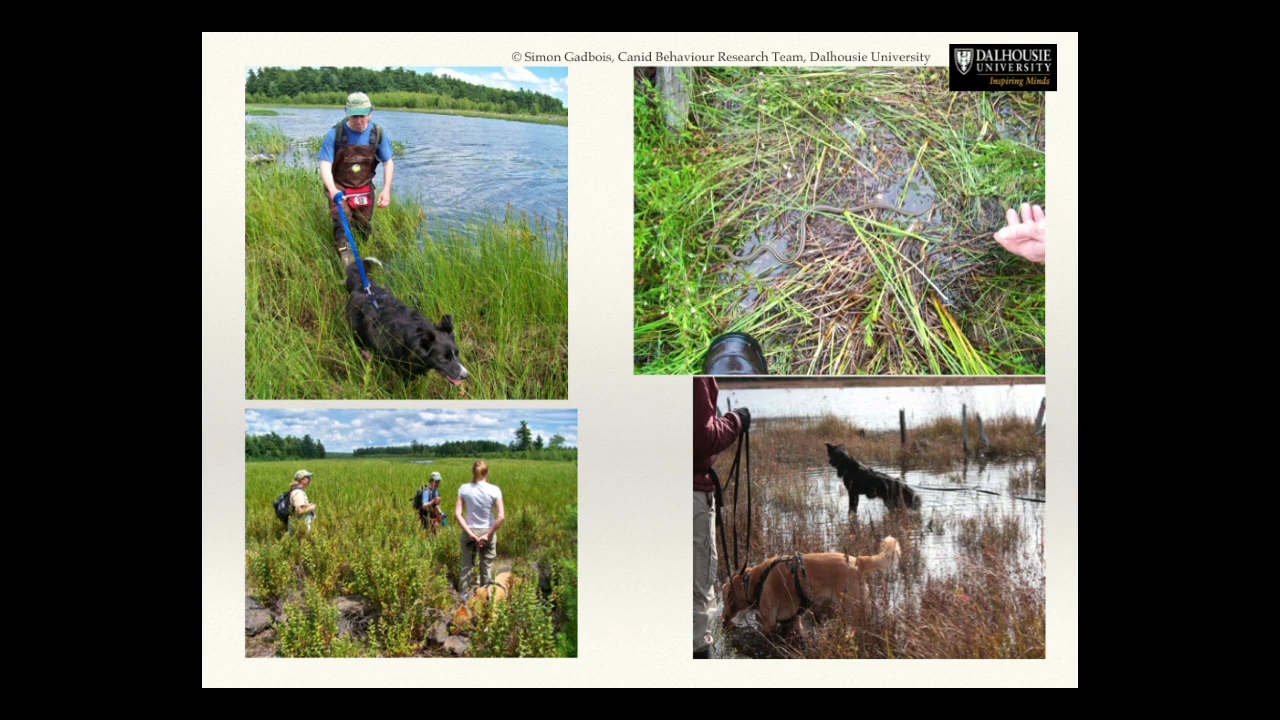 © Simon Gadbois, Canid Behaviour Research Team, Dalhousie University
DALHOUSIE
UNIVERSITY
Inspiring Minds